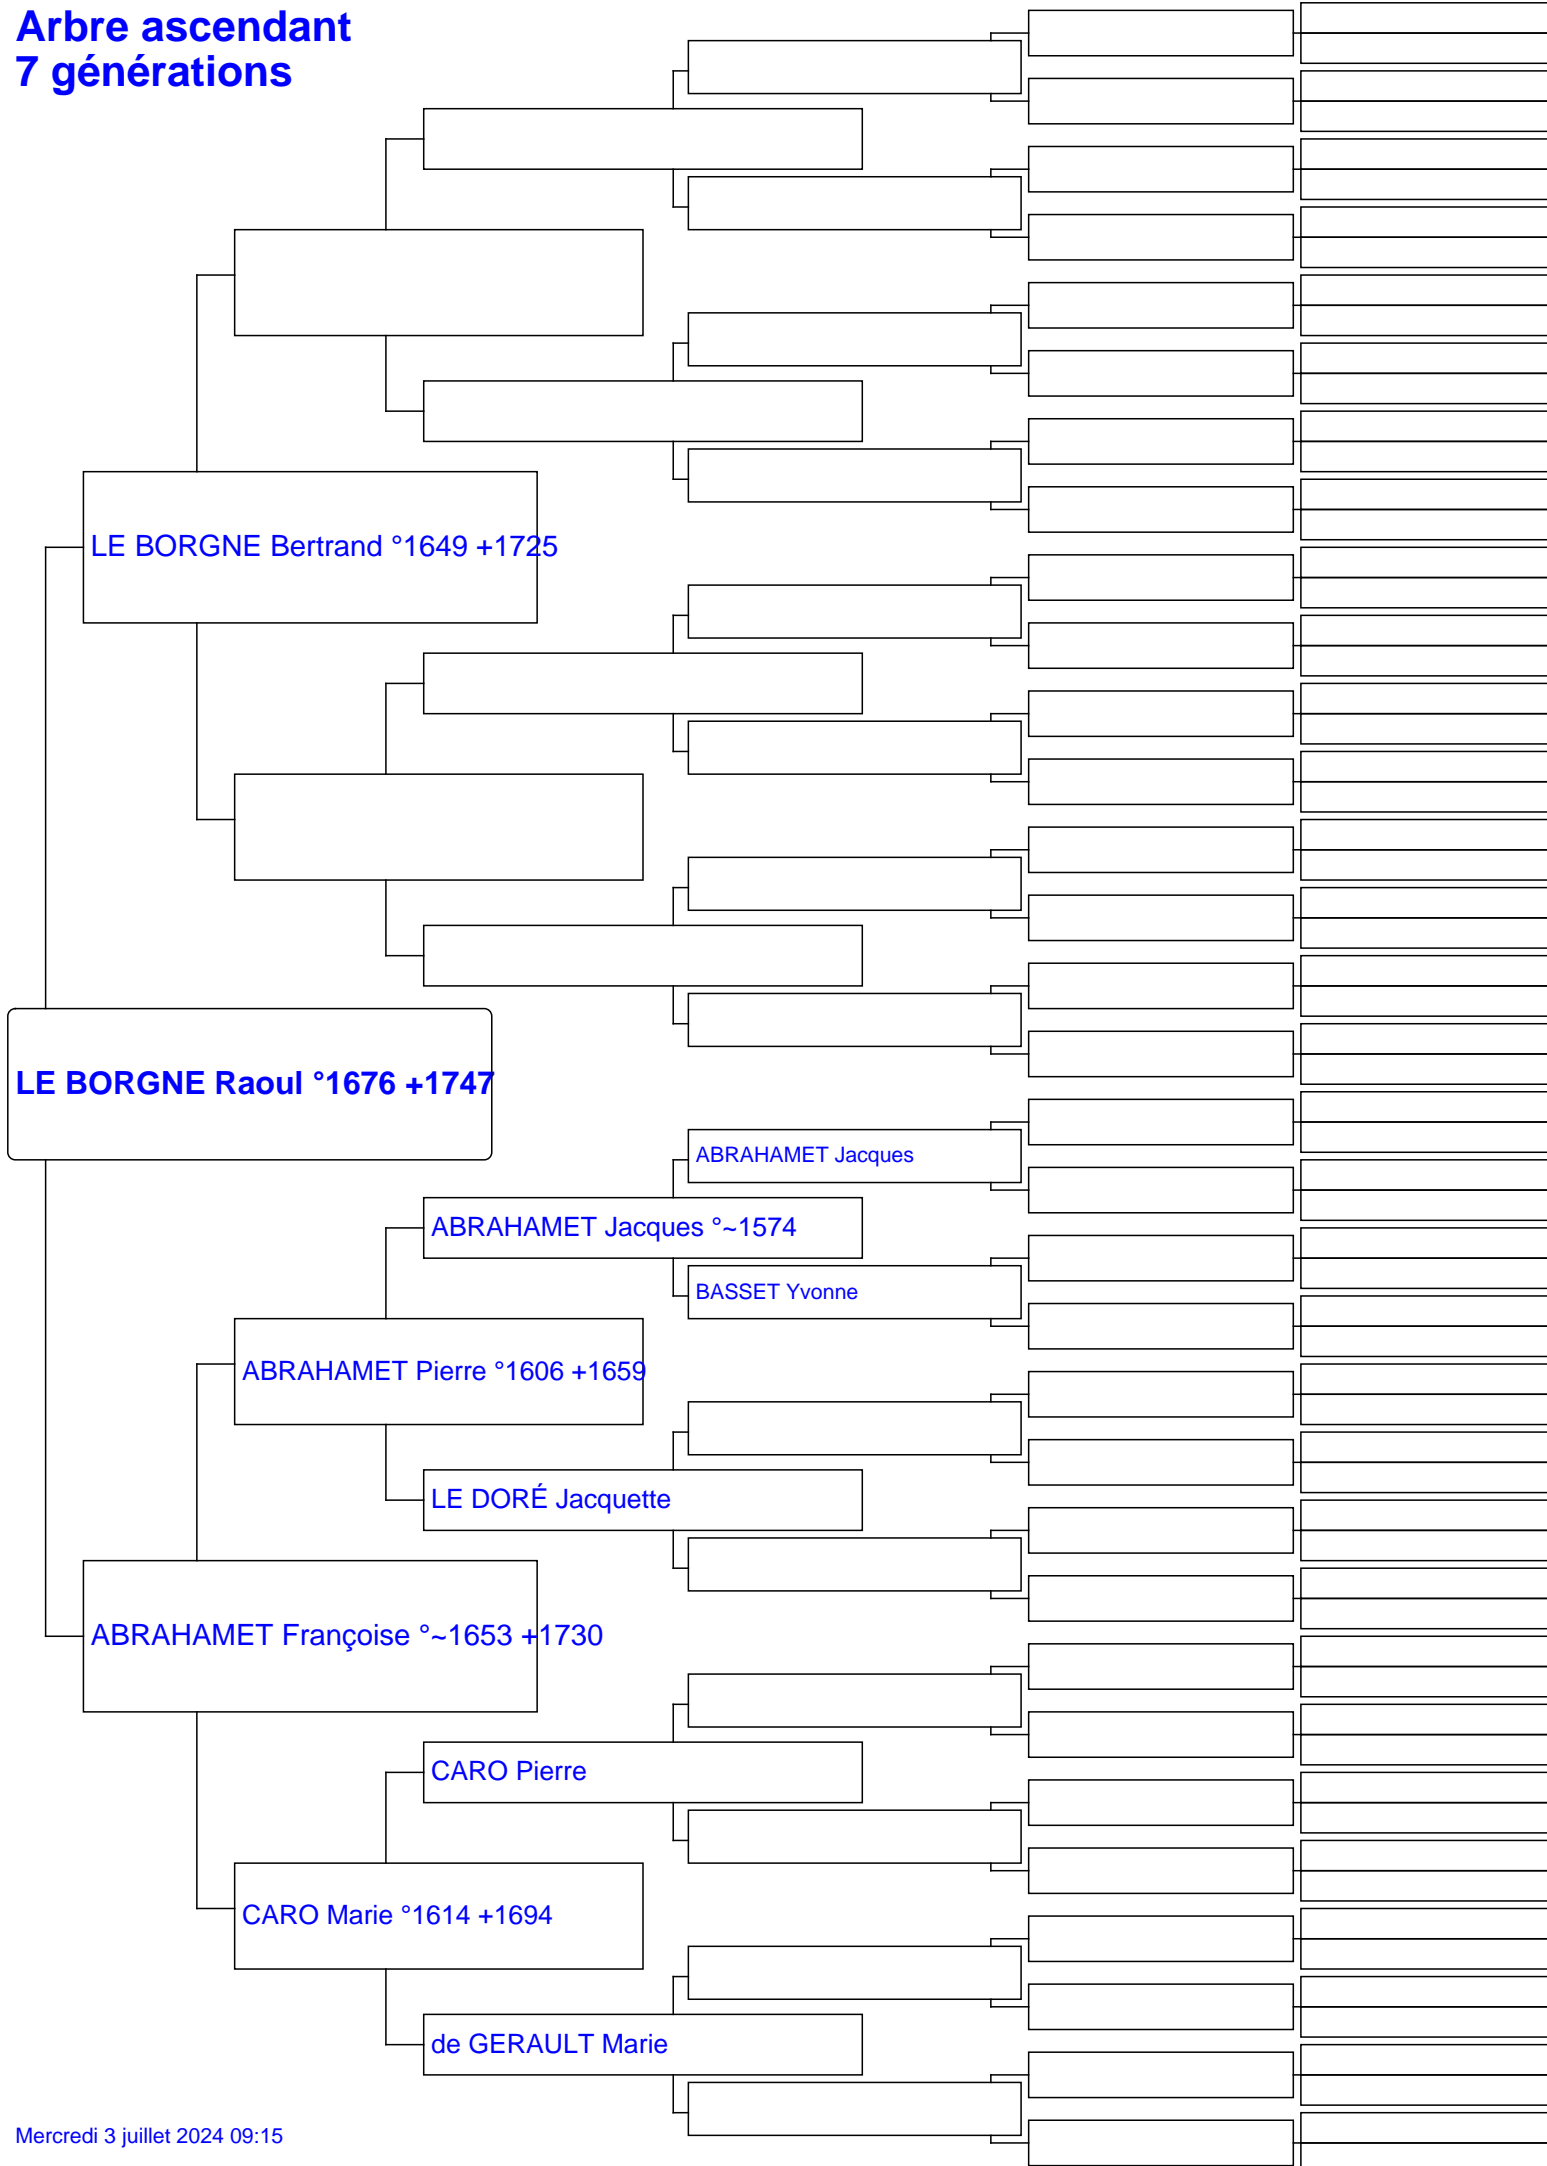 Arbre ascendant
7 générations
LE BORGNE Bertrand °1649 +1725
LE BORGNE Raoul °1676 +1747
ABRAHAMET Jacques
ABRAHAMET Jacques °~1574
BASSET Yvonne
ABRAHAMET Pierre °1606 +1659
LE DORÉ Jacquette
ABRAHAMET Françoise °~1653 +1730
CARO Pierre
CARO Marie °1614 +1694
de GERAULT Marie
Mercredi 3 juillet 2024 09:15